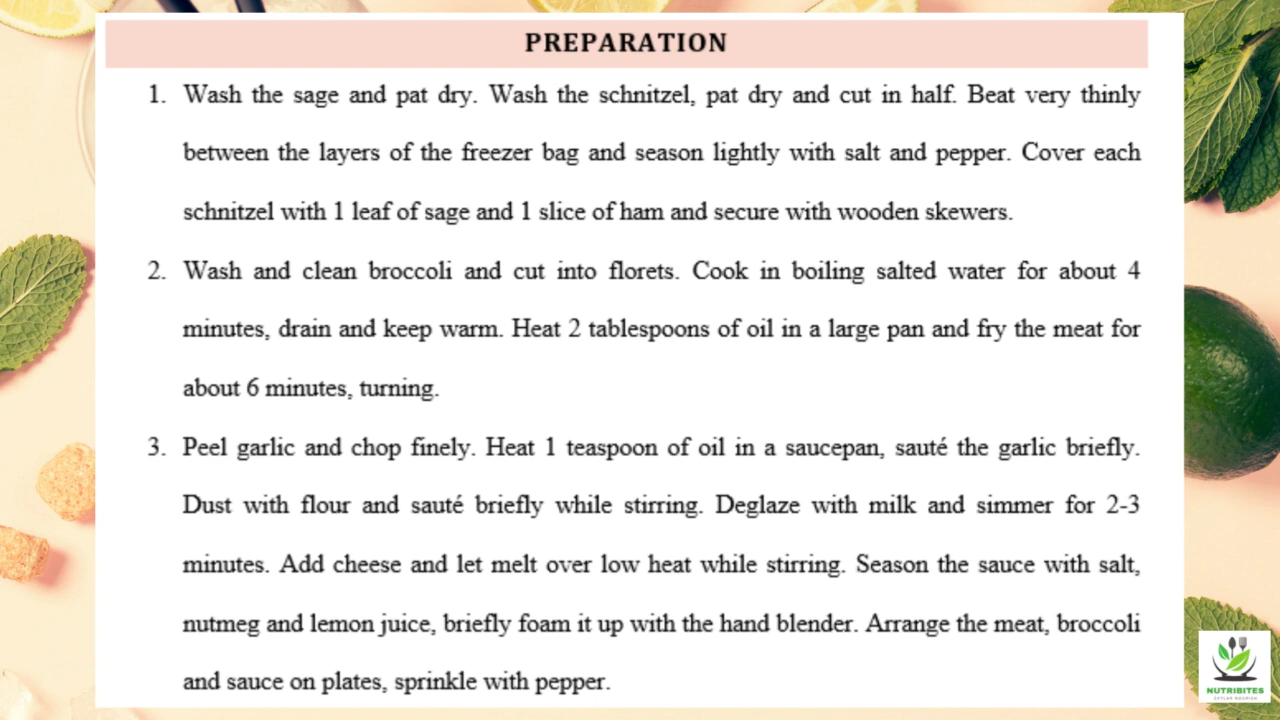 PREPARATION
1. Wash the sage and pat dry. Wash the schnitzel, pat dry and cut in half. Beat very thinly
between the layers of the freezer bag and season lightly with salt and pepper. Cover each
schnitzel with 1 leaf of sage and 1 slice of ham and secure with wooden skewers.
2. Wash and clean broccoli and cut into florets. Cook in boiling salted water for about 4
minutes, drain and keep warm. Heat 2 tablespoons of oil in a large pan and fry the meat for
about 6 minutes, turning.
3. Peel garlic and chop finely. Heat 1 teaspoon of oil in a saucepan, sauté the garlic briefly.
Dust with flour and sauté briefly while stirring. Deglaze with milk and simmer for 2-3
minutes. Add cheese and let melt over low heat while stirring. Season the sauce with salt,
nutmeg and lemon juice, briefly foam it up with the hand blender. Arrange the meat, broccoli
and sauce on plates, sprinkle with pepper.
NUTRIBITES